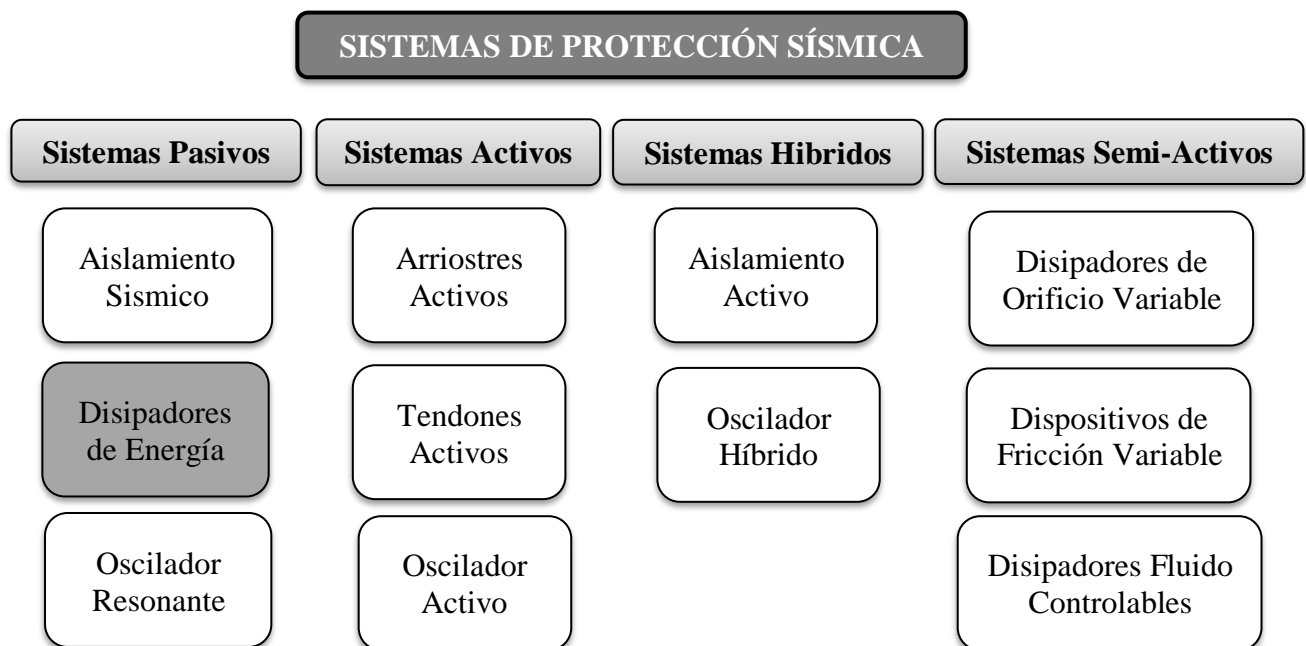 SISTEMAS DE PROTECCIÓN SÍSMICA
Sistemas Pasivos
Sistemas Activos
Sistemas Hibridos
Sistemas Semi-Activos
Aislamiento
Sismico
Arriostres
Activos
Aislamiento
Activo
Disipadores de
Orificio Variable
Disipadores
de Energía
Tendones
Activos
Oscilador
Híbrido
Dispositivos de
Fricción Variable
Oscilador
Resonante
Oscilador
Activo
Disipadores Fluido
Controlables